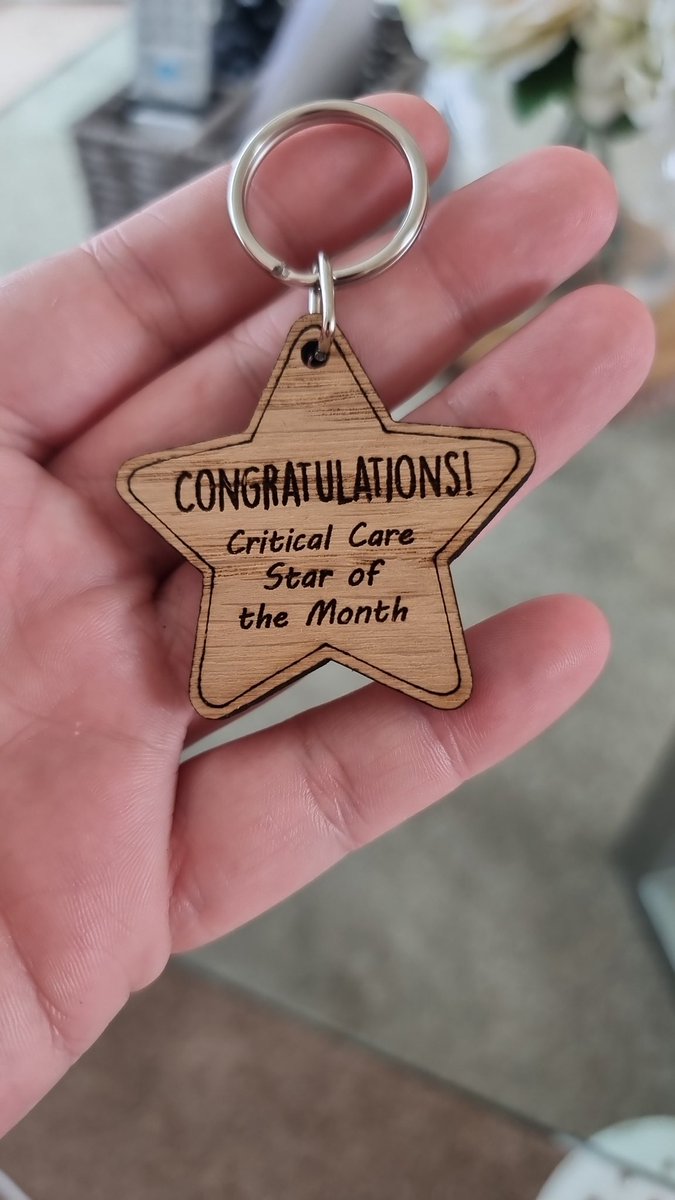 CONGRATULATIONS!
Critical Care
Star of
the Month